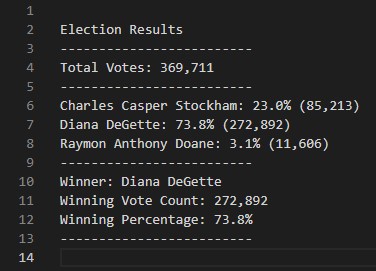 1
2 Election Results
3 -------------------------
4 Total Votes: 369,711
5 -------------------------
6 Charles Casper Stockham: 23.0% (85,213)
7 Diana DeGette: 73.8% (272,892)
8 Raymon Anthony Doane: 3.1% (11,606)
9 -------------------------
10 Winner: Diana DeGette
11 Winning Vote Count: 272,892
12 Winning Percentage: 73.8%
13 -------------------------
14